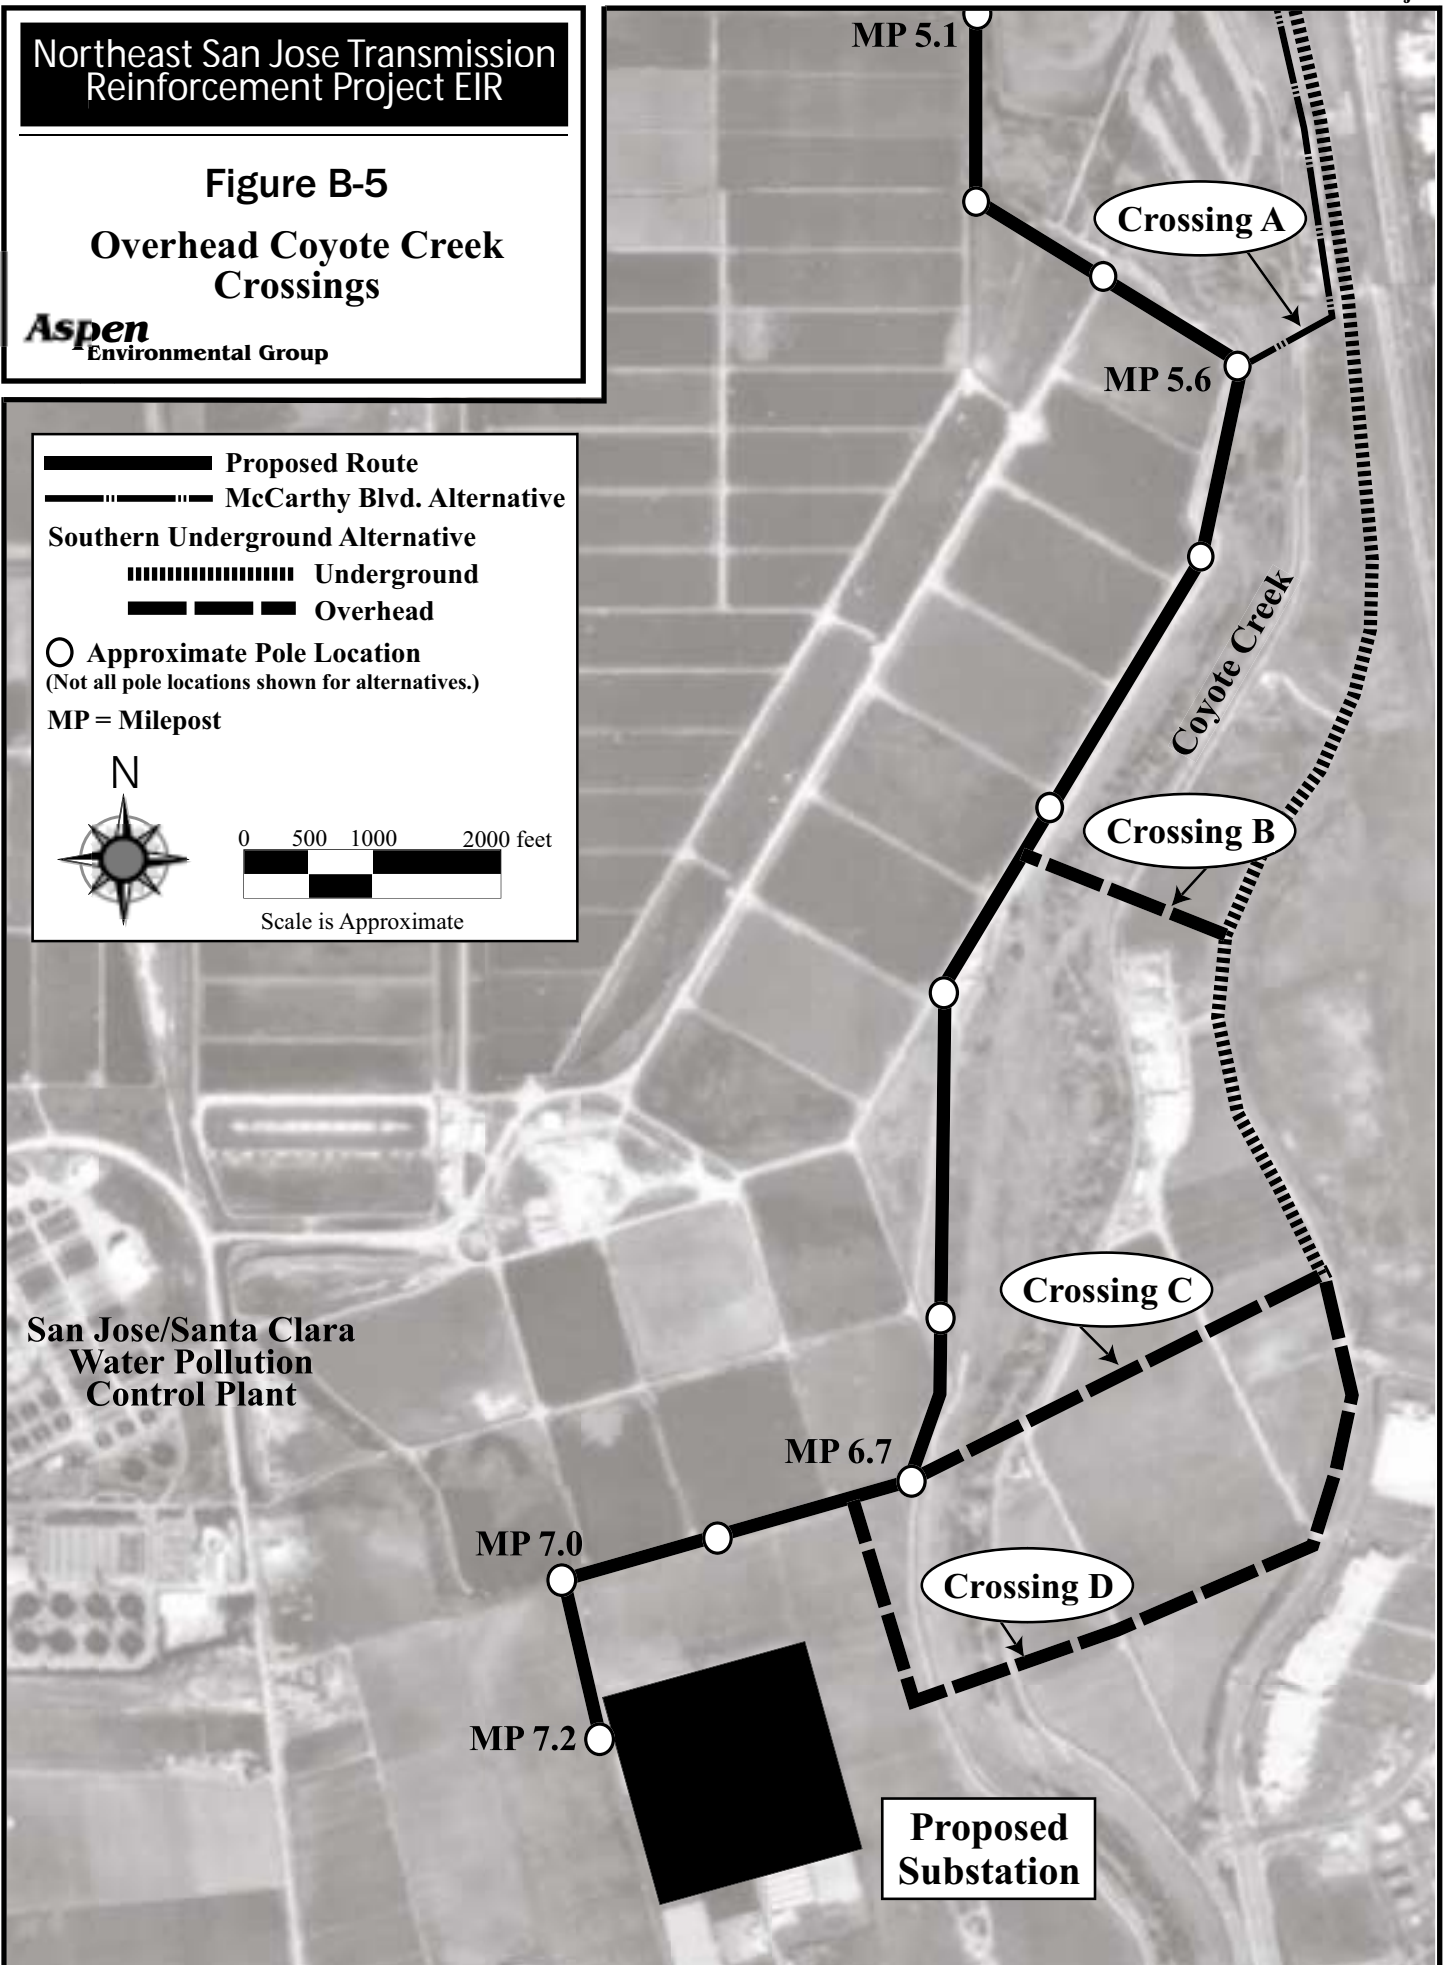 Northeast San Jose Transmission
Reinforcement Project EIR
Figure B-5
Overhead Coyote Creek
Crossings
Aspen
Environmental Group
Proposed Route
McCarthy Blvd. Alternative
Southern Underground Alternative
Underground
Overhead
Approximate Pole Location
(Not all pole locations shown for alternatives.)
MP = Milepost
N
0 500 1000 2000 feet
Scale is Approximate
MP 5.1
Crossing A
MP 5.6
Coyote Creek
Crossing B
Crossing C
San Jose/Santa Clara
Water Pollution
Control Plant
MP 6.7
MP 7.0
Crossing D
MP 7.2
Proposed
Substation